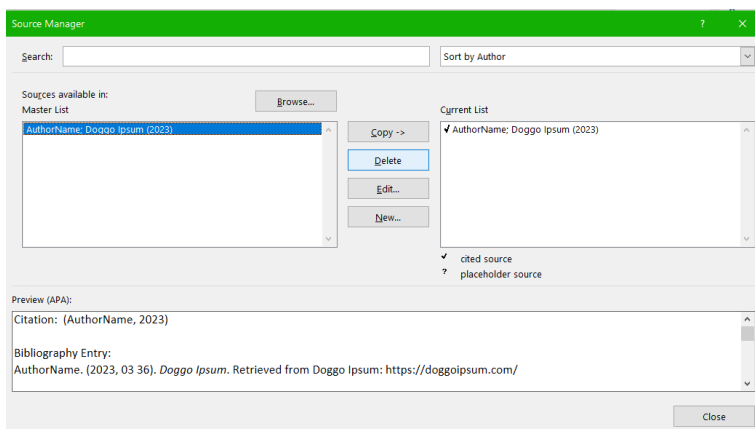 Source Manager
?
Search:
Sort by Author
Sources available in:
Master List
Browse...
Current List
AuthorName; Doggo Ipsum (2023)
Copy ->
✓ AuthorName; Doggo Ipsum (2023)
Delete
Edit...
New...
✓ cited source
? placeholder source
Preview (APA):
Citation: (AuthorName, 2023)
Bibliography Entry:
AuthorName. (2023, 03 36). Doggo Ipsum. Retrieved from Doggo Ipsum: https://doggoipsum.com/
Close